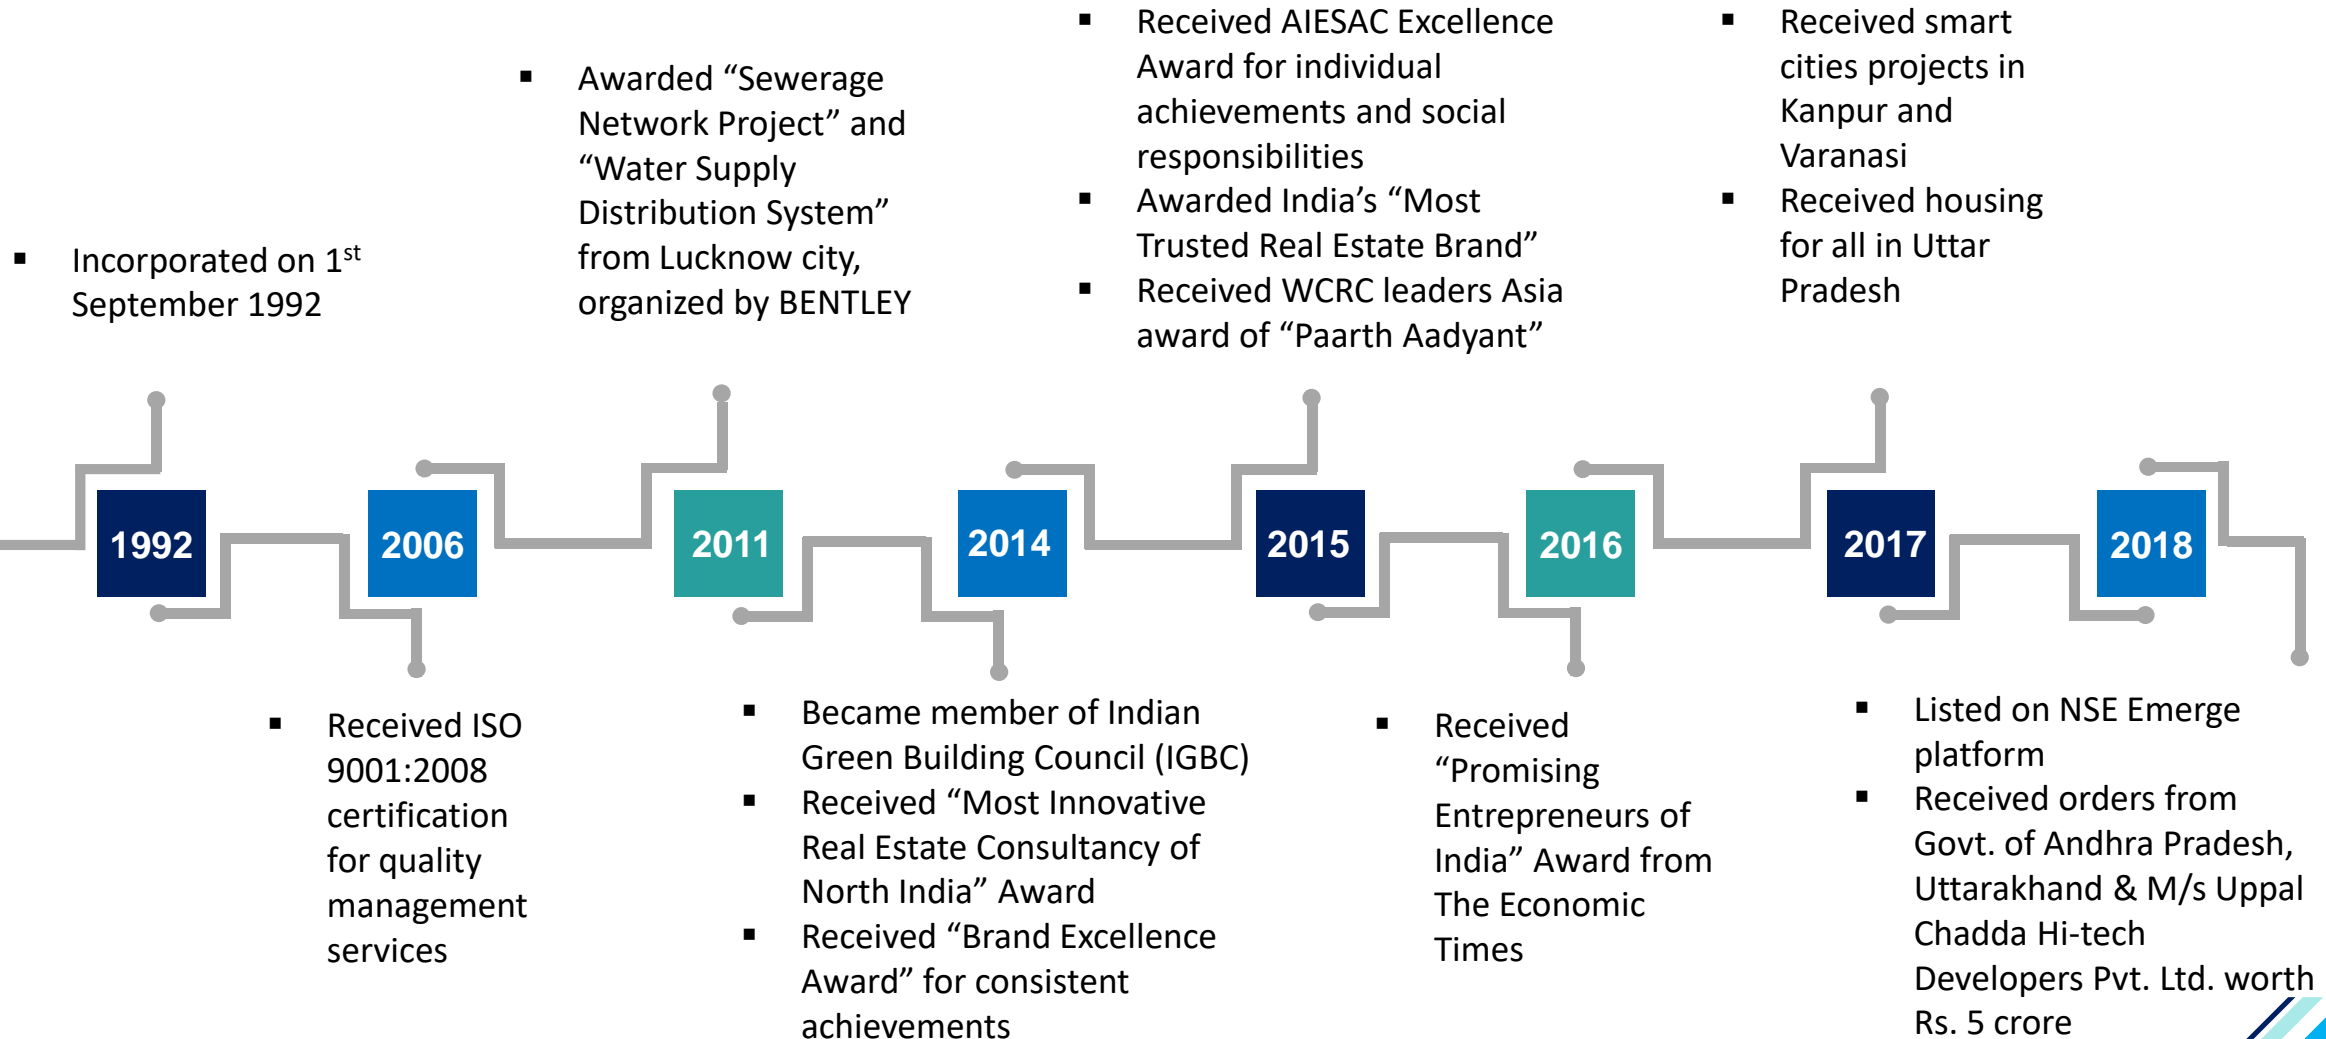 ▪ Incorporated on 1st
September 1992
▪ Awarded “Sewerage
Network Project” and
“Water Supply
Distribution System”
from Lucknow city,
organized by BENTLEY
▪ Received AIESAC Excellence
Award for individual
achievements and social
responsibilities
▪ Awarded India’s “Most
Trusted Real Estate Brand”
▪ Received WCRC leaders Asia
award of “Paarth Aadyant”
▪ Received smart
cities projects in
Kanpur and
Varanasi
▪ Received housing
for all in Uttar
Pradesh
1992
2006
2011
2014
2015
2016
2017
2018
▪ Received ISO
9001:2008
certification
for quality
management
services
▪ Became member of Indian
Green Building Council (IGBC)
▪ Received “Most Innovative
Real Estate Consultancy of
North India” Award
▪ Received “Brand Excellence
Award” for consistent
achievements
▪ Received
“Promising
Entrepreneurs of
India” Award from
The Economic
Times
▪ Listed on NSE Emerge
platform
▪ Received orders from
Govt. of Andhra Pradesh,
Uttarakhand & M/s Uppal
Chadda Hi-tech
Developers Pvt. Ltd. worth
Rs. 5 crore